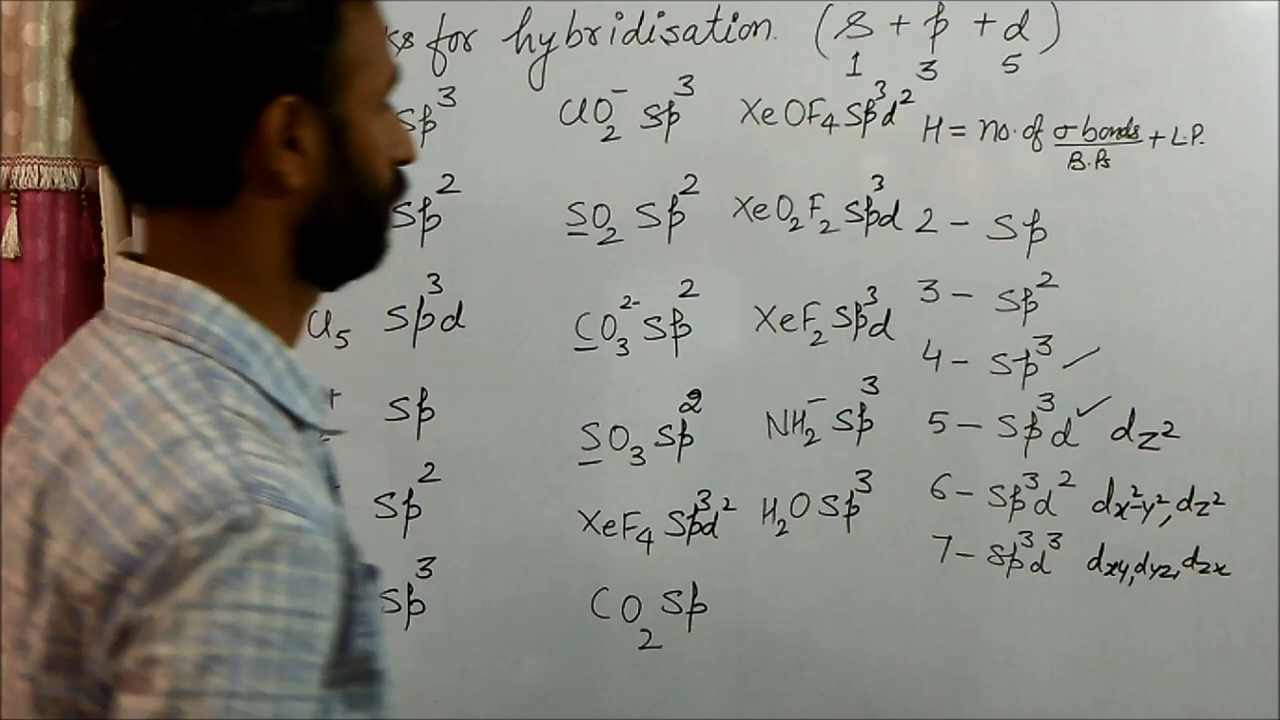 for hybridisation. (s + p + d)
1 3 5
sp³
sp²
Cl₅ sp³d
+ sp
sp²
sp³
ClO₂⁻ sp³
SO₂ sp²
CO₃²⁻ sp²
SO₃ sp²
XeF₄ sp³d²
CO₂ sp
XeOF₄ sp³d²
XeO₂F₂ sp³d
XeF₂ sp³d
NH₂⁻ sp³
H₂O sp³
H = no. of σ bonds/B.Ps + L.P.
2 – sp
3 – sp²
4 – sp³ ✓
5 – sp³d ✓ dz²
6 – sp³d² dx²-y², dz²
7 – sp³d³ dxy, dyz, dzx